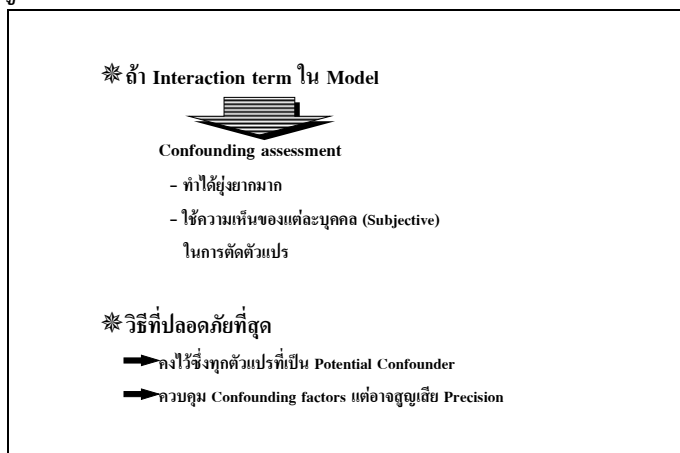 ✵ ถ้า Interaction term ใน Model
Confounding assessment
- ทำได้ยุ่งยากมาก
- ใช้ความเห็นของแต่ละบุคคล (Subjective)
ในการตัดตัวแปร
✵ วิธีที่ปลอดภัยที่สุด
คงไว้ซึ่งทุกตัวแปรที่เป็น Potential Confounder
ควบคุม Confounding factors แต่อาจสูญเสีย Precision